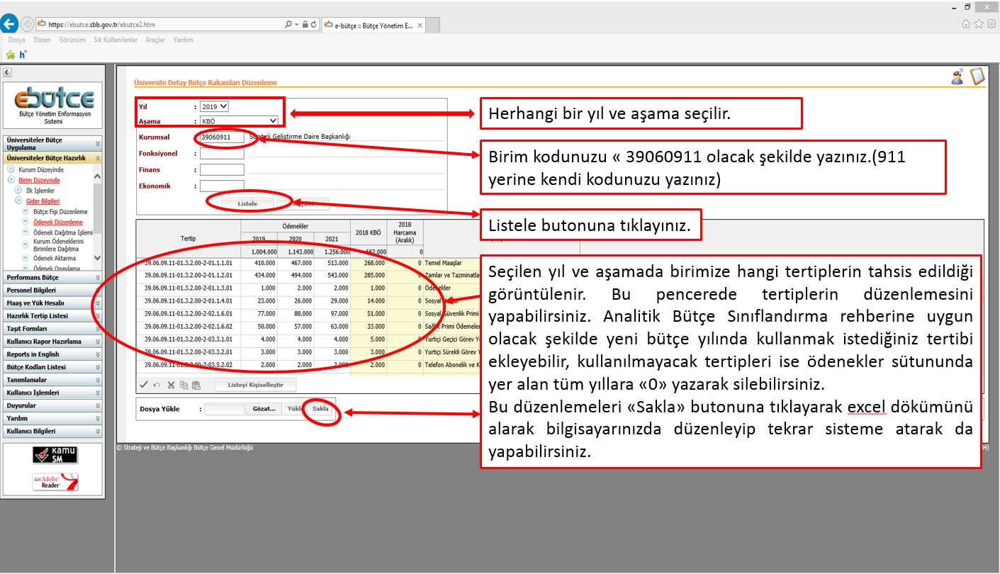 https://ebutce.sbb.gov.tr/ebutce2.htm
e-bütçe :: Bütçe Yönetim E...
Dosya Düzen Görünüm Sık Kullanılanlar Araçlar Yardım
ebütce
Bütçe Yönetim Enformasyon
Sistemi
Üniversiteler Bütçe
Uygulama
Üniversiteler Bütçe Hazırlık
Kurum Düzeyinde
Birim Düzeyinde
İlk İşlemler
Gider Bilgileri
Bütçe Fişi Düzenleme
Ödenek Düzenleme
Ödenek Dağıtma İşlemi
Kurum Ödeneklerini
Birimlere Dağıtma
Ödenek Aktarma
Ödenek Onaylama
Performans Bütçe
Personel Bilgileri
Maaş ve Yük Hesabı
Hazırlık Tertip Listesi
Taşıt Formları
Kullanıcı Rapor Hazırlama
Reports in English
Bütçe Kodları Listesi
Tanımlamalar
Kullanıcı İşlemleri
Duyurular
Yardım
Kullanıcı Bilgileri
KAMU
SM
Get Adobe
Reader
Üniversite Detay Bütçe Rakamları Düzenleme
Yıl : 2019
Aşama : KBÖ
Kurumsal : 39060911 Strateji Geliştirme Daire Başkanlığı
Fonksiyonel :
Finans :
Ekonomik :
Listele
Tertip Ödenekler 2018 KBÖ 2018 Harcama (Aralık)
2019 2020 2021
1.004.000 1.143.000 1.256.000 662.000 0
39.06.09.11-01.3.2.00-2-01.1.1.01 410.000 467.000 513.000 268.000 0 Temel Maaşlar
39.06.09.11-01.3.2.00-2-01.1.2.01 434.000 494.000 543.000 285.000 0 Zamlar ve Tazminatla
39.06.09.11-01.3.2.00-2-01.1.3.01 1.000 2.000 2.000 1.000 0 Ödenekler
39.06.09.11-01.3.2.00-2-01.1.4.01 23.000 26.000 29.000 14.000 0 Sosyal
39.06.09.11-01.3.2.00-2-02.1.6.01 77.000 88.000 97.000 51.000 0 Sosyal Güvenlik Primi
39.06.09.11-01.3.2.00-2-02.1.6.02 50.000 57.000 63.000 33.000 0 Sağlık Primi Ödemeler
39.06.09.11-01.3.2.00-2-03.3.1.01 4.000 4.000 4.000 5.000 Yurtiçi Geçici Görev Yo
39.06.09.11-01.3.2.00-2-03.3.2.01 3.000 3.000 3.000 3.000 0 Yurtiçi Sürekli Görev Y
39.06.09.11-01.3.2.00-2-03.5.2.02 2.000 2.000 2.000 2.000 0 Telefon Abonelik ve K
Listeyi Kişiselleştir
Dosya Yükle : Gözat... Yükle Sakla
© Strateji ve Bütçe Başkanlığı Bütçe Genel Müdürlüğü
Herhangi bir yıl ve aşama seçilir.
Birim kodunuzu « 39060911 olacak şekilde yazınız.(911
yerine kendi kodunuzu yazınız)
Listele butonuna tıklayınız.
Seçilen yıl ve aşamada birimize hangi tertiplerin tahsis edildiği
görüntülenir. Bu pencerede tertiplerin düzenlemesini
yapabilirsiniz. Analitik Bütçe Sınıflandırma rehberine uygun
olacak şekilde yeni bütçe yılında kullanmak istediğiniz tertibi
ekleyebilir, kullanılmayacak tertipleri ise ödenekler sütununda
yer alan tüm yıllara «0» yazarak silebilirsiniz.
Bu düzenlemeleri «Sakla» butonuna tıklayarak excel dökümünü
alarak bilgisayarınızda düzenleyip tekrar sisteme atarak da
yapabilirsiniz.